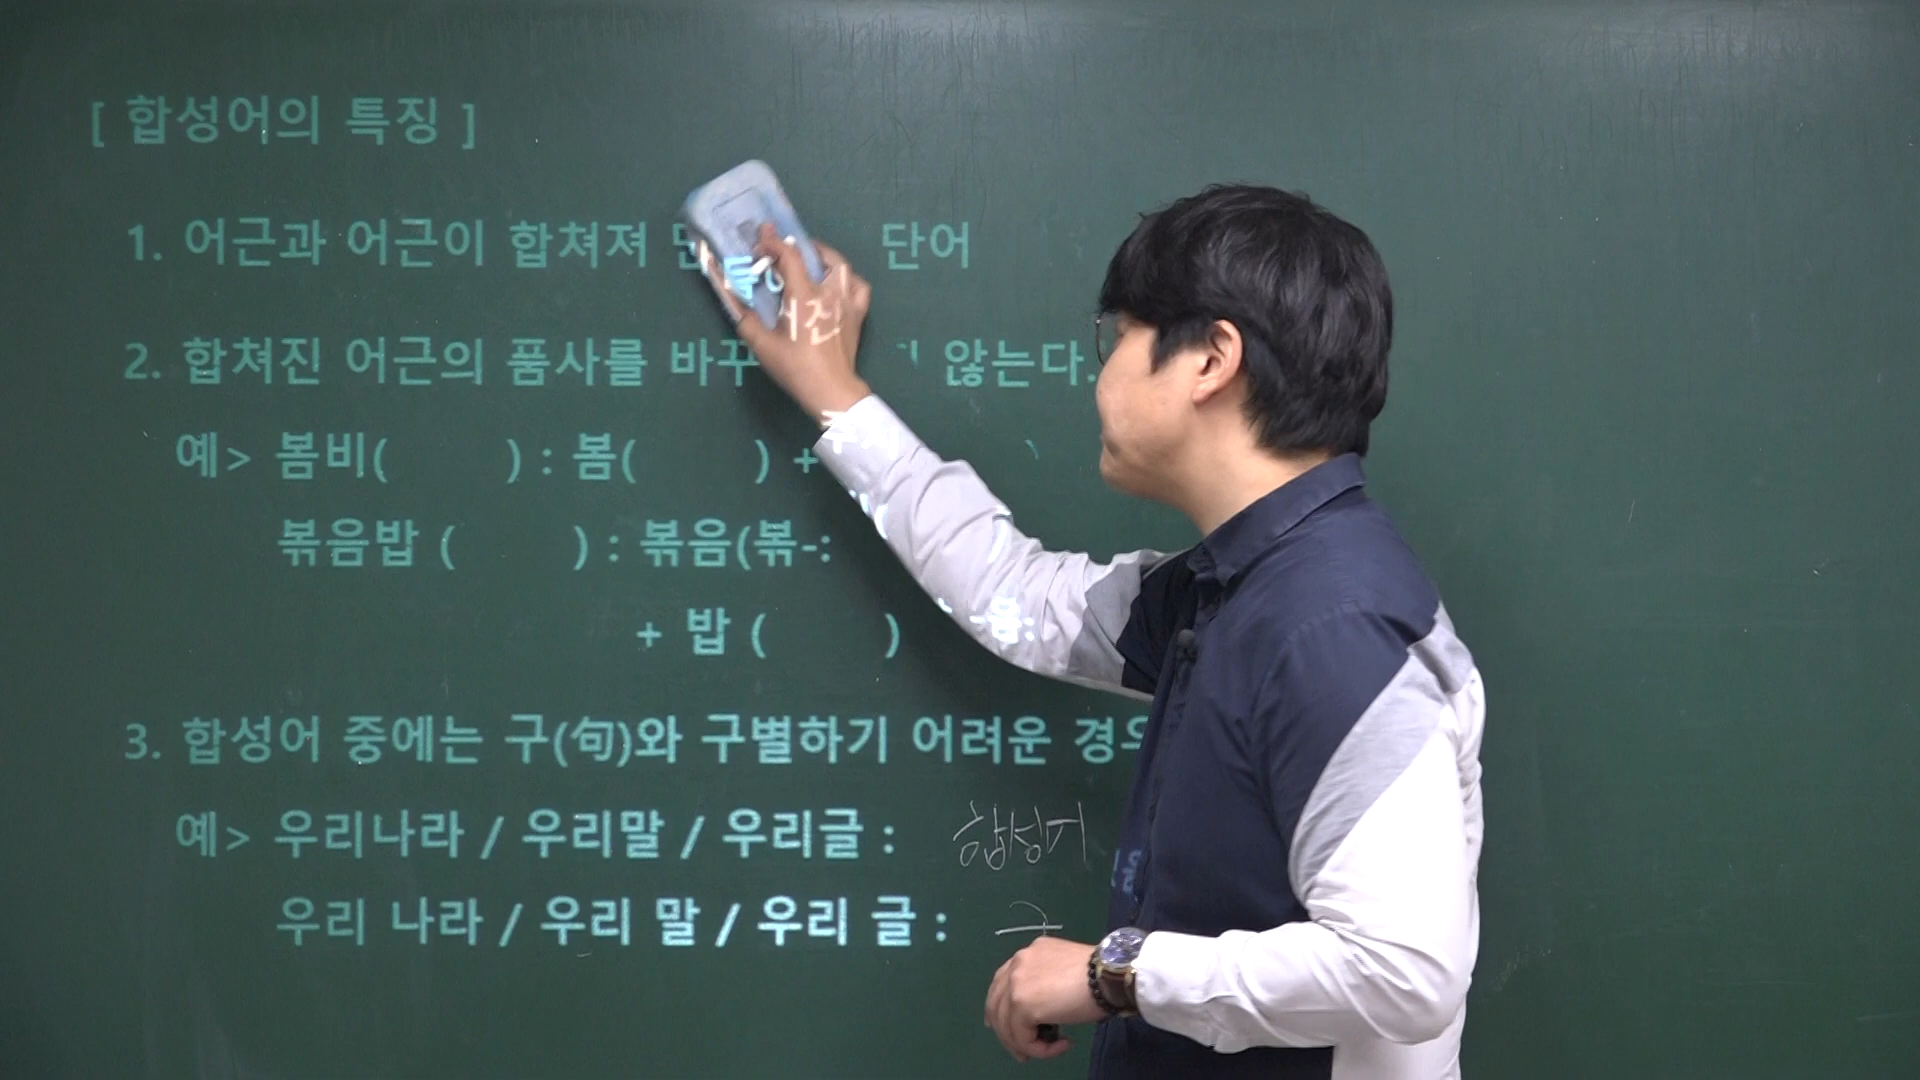 [ 합성어의 특징 ]
1. 어근과 어근이 합쳐져 단어
2. 합쳐진 어근의 품사를 않는다.
예> 봄비( ) : 봄( ) +
볶음밥 ( ) : 볶음(볶-: -음:
+ 밥 ( )
3. 합성어 중에는 구(句)와 구별하기 어려운
예> 우리나라 / 우리말 / 우리글 : 합성어
우리 나라 / 우리 말 / 우리 글 : 구